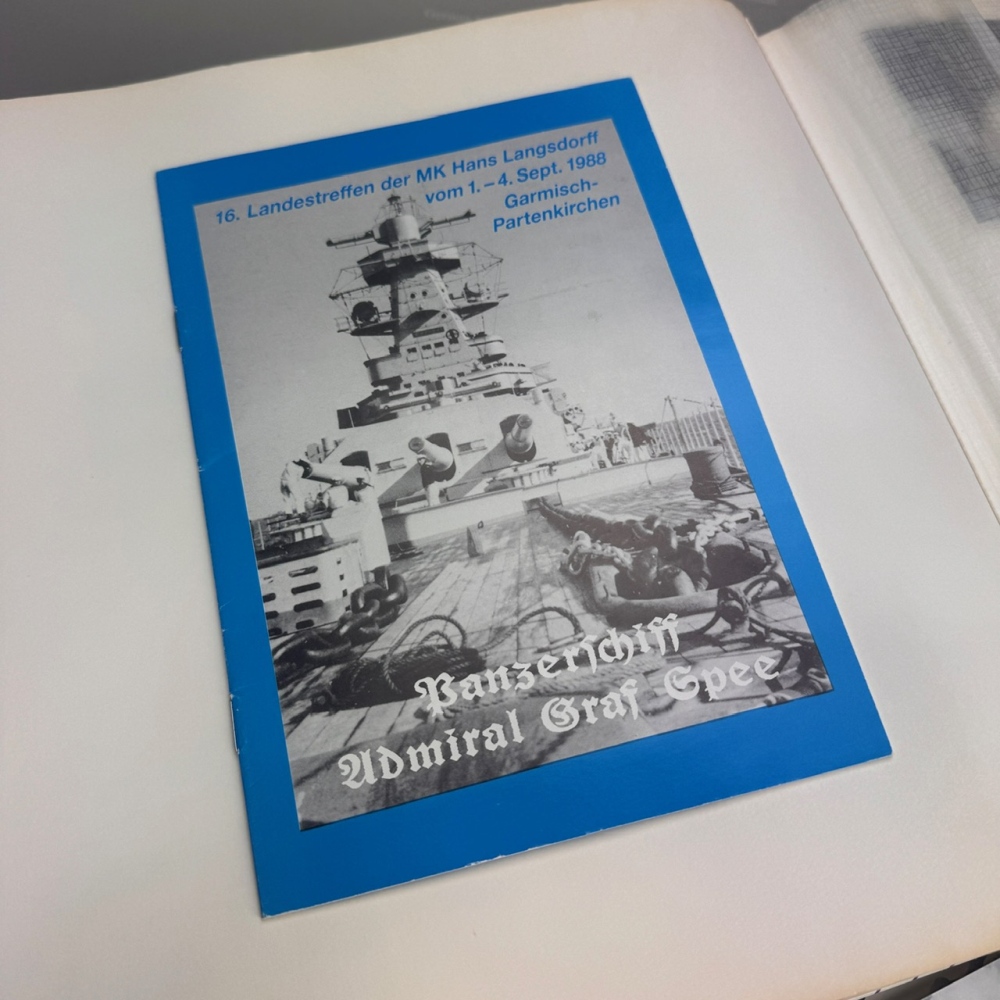 16. Landestreffen der MK Hans Langsdorff
vom 1. – 4. Sept. 1988
Garmisch-
Partenkirchen
Panzerſchiff
Admiral Graf Spee